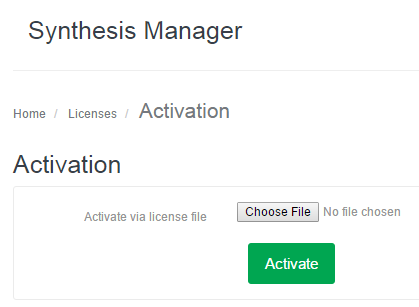 Synthesis Manager
Home / Licenses / Activation
Activation
Activate via license file Choose File No file chosen
Activate